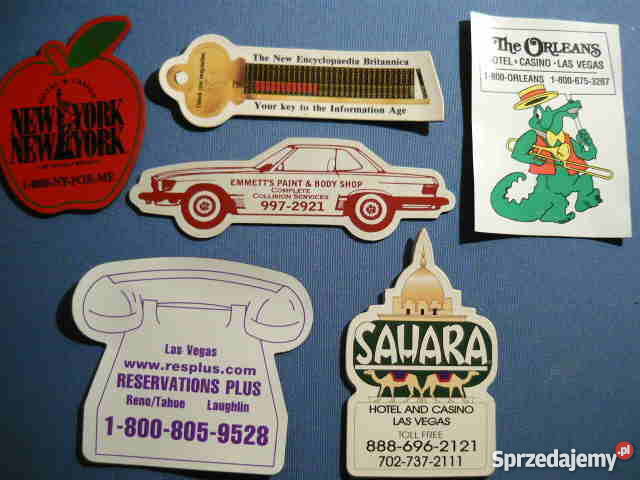 HOTEL & CASINO
NEW YORK
NEW YORK
1-800-NY-FOR-ME
The New Encyclopaedia Britannica
Your key to the Information Age
The ORLEANS
HOTEL • CASINO • LAS VEGAS
1-800-ORLEANS 1-800-675-3267
EMMETT'S PAINT & BODY SHOP
COMPLETE
COLLISION SERVICES
997-2921
Las Vegas
www.resplus.com
RESERVATIONS PLUS
Reno/Tahoe Laughlin
1-800-805-9528
SAHARA
HOTEL AND CASINO
LAS VEGAS
TOLL FREE
888-696-2121
702-737-2111
Sprzedajemy.pl